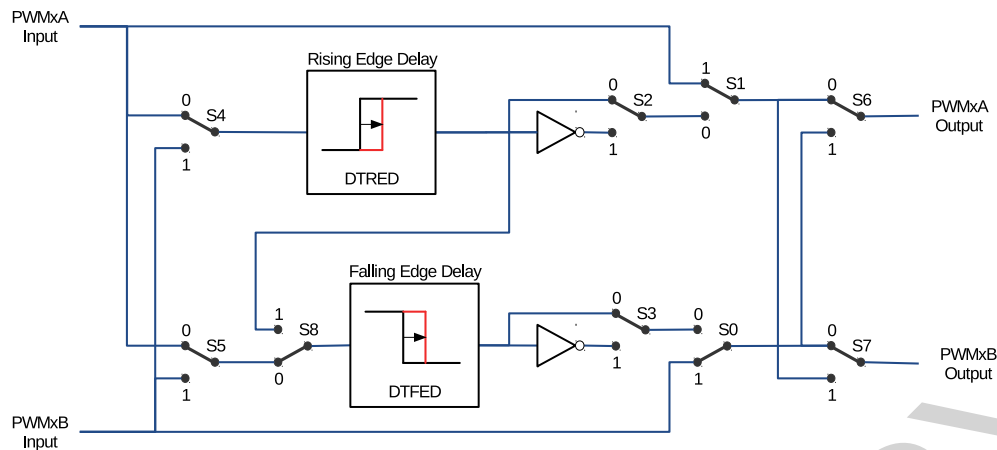 PWMxA
Input
Rising Edge Delay
DTRED
0
S4
1
0
S2
1
1
S1
0
0
S6
1
PWMxA
Output
Falling Edge Delay
DTFED
0
S5
1
1
S8
0
0
S3
1
0
S0
1
0
S7
1
PWMxB
Output
PWMxB
Input